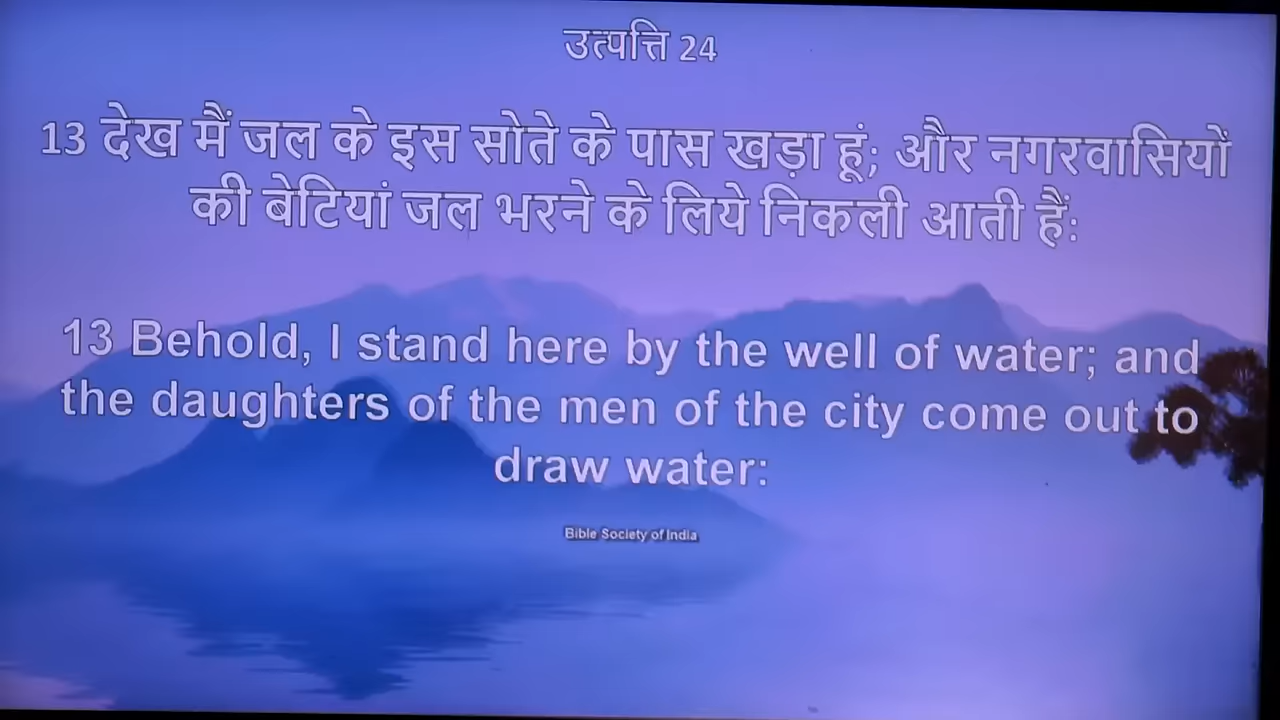 उत्पत्ति 24
13 देख मैं जल के इस सोते के पास खड़ा हूं; और नगरवासियों
की बेटियां जल भरने के लिये निकली आती हैं:
13 Behold, I stand here by the well of water; and
the daughters of the men of the city come out to
draw water:
Bible Society of India